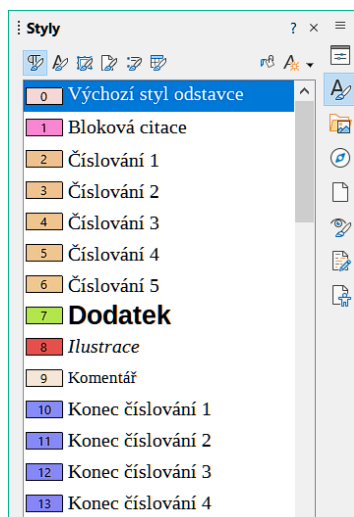 Styly
0 Výchozí styl odstavce
1 Bloková citace
2 Číslování 1
3 Číslování 2
4 Číslování 3
5 Číslování 4
6 Číslování 5
7 Dodatek
8 Ilustrace
9 Komentář
10 Konec číslování 1
11 Konec číslování 2
12 Konec číslování 3
13 Konec číslování 4